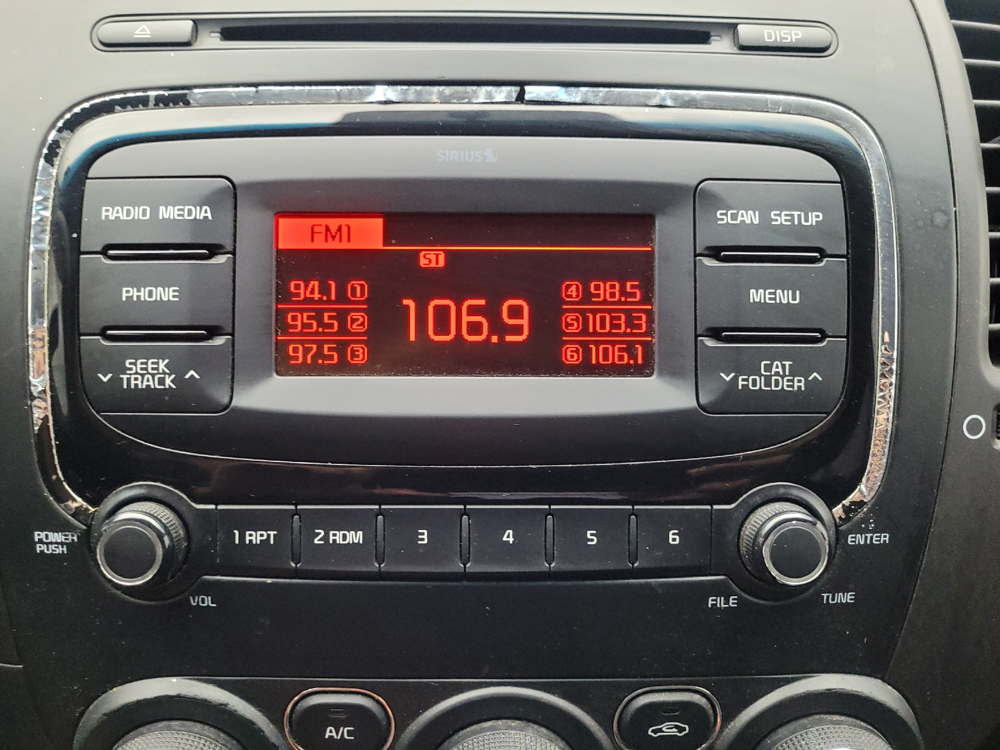 DISP
SIRIUS
RADIO MEDIA
PHONE
SEEK
TRACK
FM1
ST
94.1 1
95.5 2
97.5 3
106.9
4 98.5
5 103.3
6 106.1
SCAN SETUP
MENU
CAT
FOLDER
POWER
PUSH
VOL
1 RPT
2 RDM
3
4
5
6
ENTER
FILE
TUNE
A/C